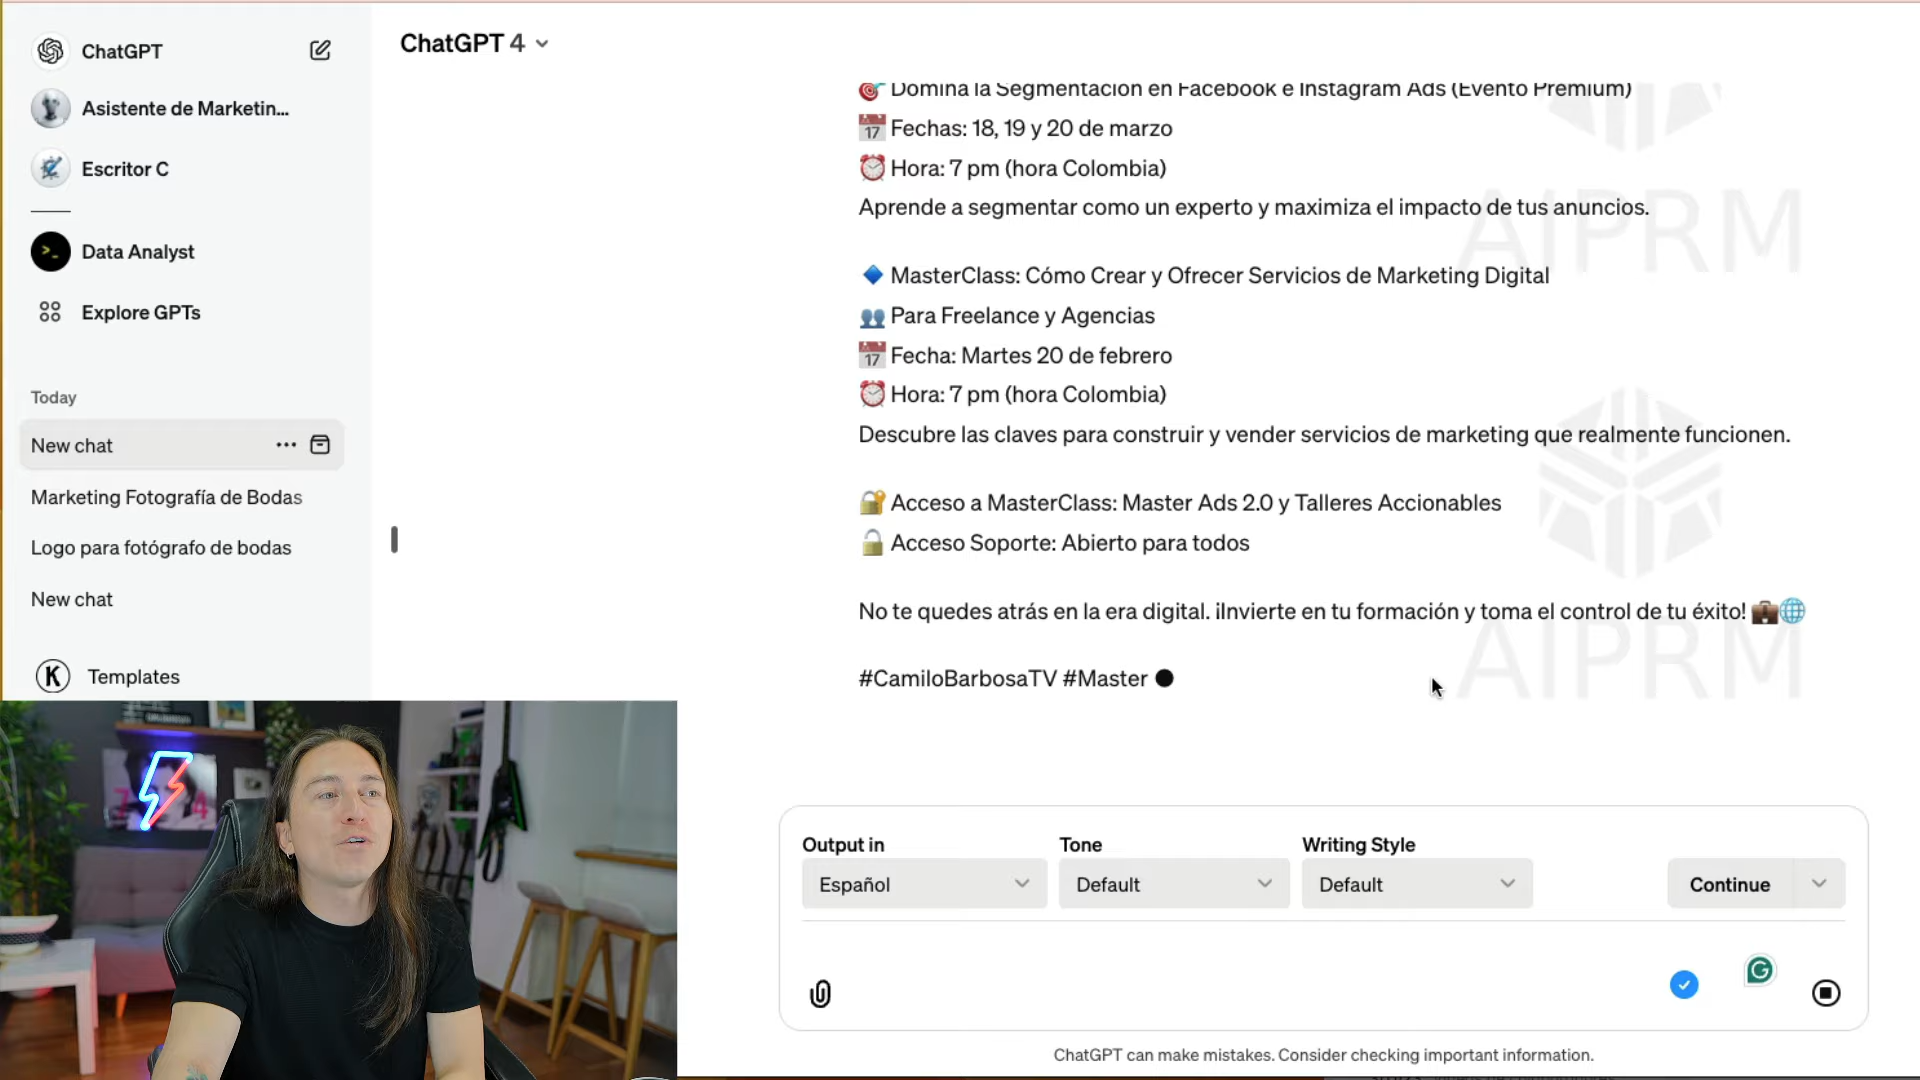 ChatGPT
Asistente de Marketin...
Escritor C
Data Analyst
Explore GPTs
Today
New chat
Marketing Fotografía de Bodas
Logo para fotógrafo de bodas
New chat
K Templates
ChatGPT 4
🎯 Domina la Segmentación en Facebook e Instagram Ads (Evento Premium)
📅 Fechas: 18, 19 y 20 de marzo
⏰ Hora: 7 pm (hora Colombia)
Aprende a segmentar como un experto y maximiza el impacto de tus anuncios.
🔷 MasterClass: Cómo Crear y Ofrecer Servicios de Marketing Digital
👥 Para Freelance y Agencias
📅 Fecha: Martes 20 de febrero
⏰ Hora: 7 pm (hora Colombia)
Descubre las claves para construir y vender servicios de marketing que realmente funcionen.
🔐 Acceso a MasterClass: Master Ads 2.0 y Talleres Accionables
🔓 Acceso Soporte: Abierto para todos
No te quedes atrás en la era digital. ¡Invierte en tu formación y toma el control de tu éxito! 💼🌐
#CamiloBarbosaTV #Master
AIPRM
AIPRM
Output in
Tone
Writing Style
Español
Default
Default
Continue
ChatGPT can make mistakes. Consider checking important information.